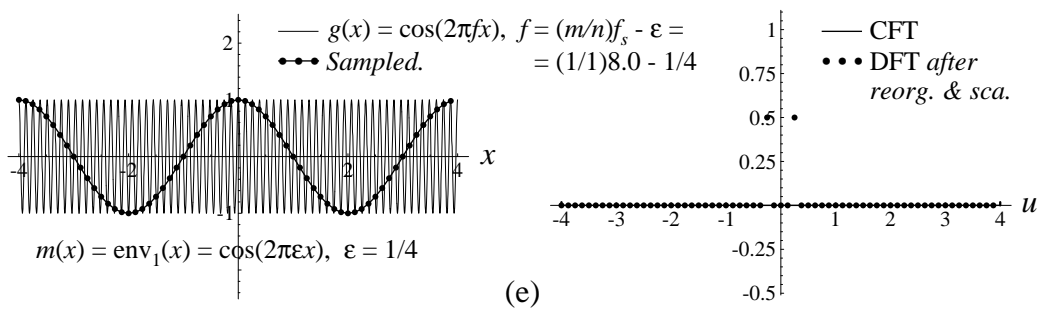 g(x) = cos(2πfx), f = (m/n)fₛ - ε =
Sampled. = (1/1)8.0 - 1/4
2
1
-4 -2 2 4 x
-1
m(x) = env₁(x) = cos(2πεx), ε = 1/4
CFT
DFT after
reorg. & sca.
1
0.75
0.5
0.25
-4 -3 -2 -1 1 2 3 4 u
-0.25
-0.5
(e)